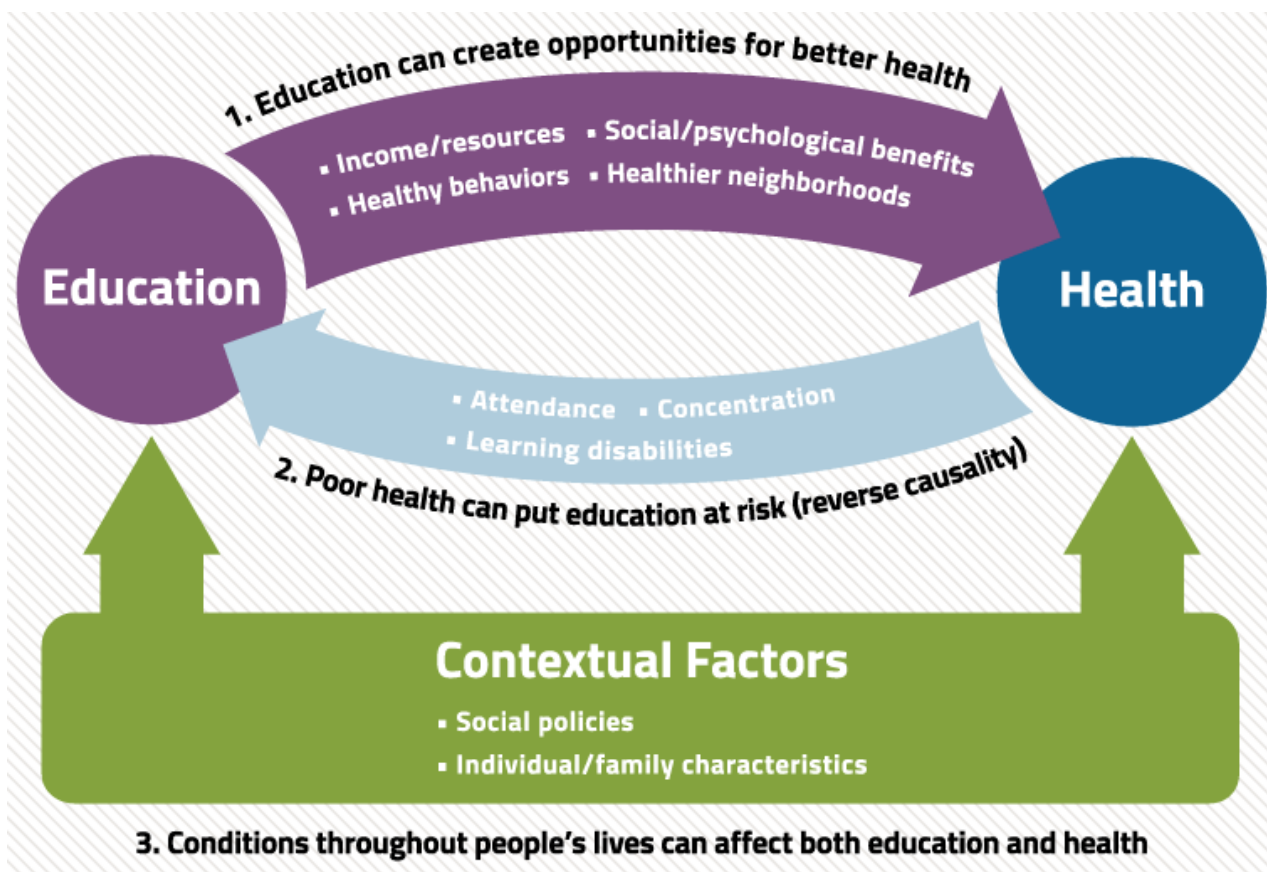 1. Education can create opportunities for better health
▪ Income/resources ▪ Social/psychological benefits
▪ Healthy behaviors ▪ Healthier neighborhoods
Education
Health
▪ Attendance ▪ Concentration
▪ Learning disabilities
2. Poor health can put education at risk (reverse causality)
Contextual Factors
▪ Social policies
▪ Individual/family characteristics
3. Conditions throughout people’s lives can affect both education and health